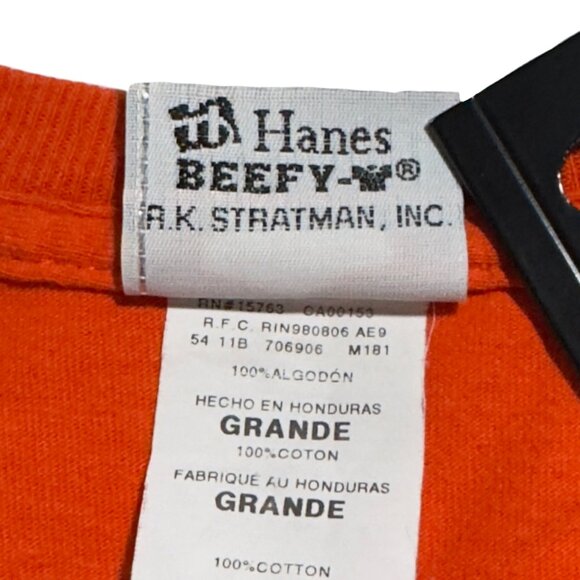 Hanes
BEEFY-T®
R.K. STRATMAN, INC.
RN#15763 CA00153
R.F.C. RIN980806 AE9
54 11B 706906 M181
100%ALGODÓN
HECHO EN HONDURAS
GRANDE
100%COTON
FABRIQUÉ AU HONDURAS
GRANDE
100%COTTON